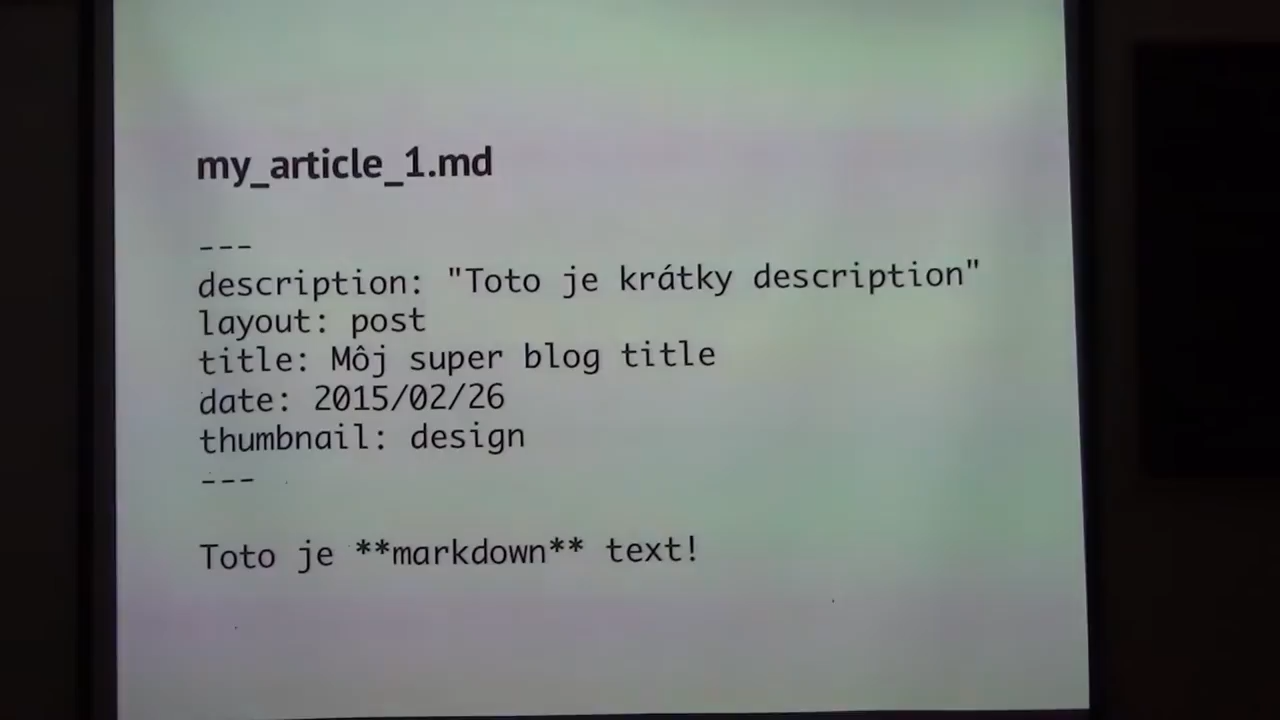 my_article_1.md
---
description: "Toto je krátky description"
layout: post
title: Môj super blog title
date: 2015/02/26
thumbnail: design
---
Toto je **markdown** text!